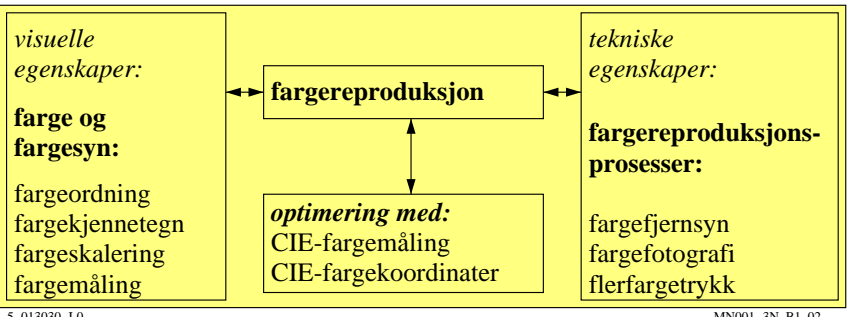 visuelle
egenskaper:
farge og
fargesyn:
fargeordning
fargekjennetegn
fargeskalering
fargemåling
fargereproduksjon
optimering med:
CIE-fargemåling
CIE-fargekoordinater
tekniske
egenskaper:
fargereproduksjons-
prosesser:
fargefjernsyn
fargefotografi
flerfargetrykk